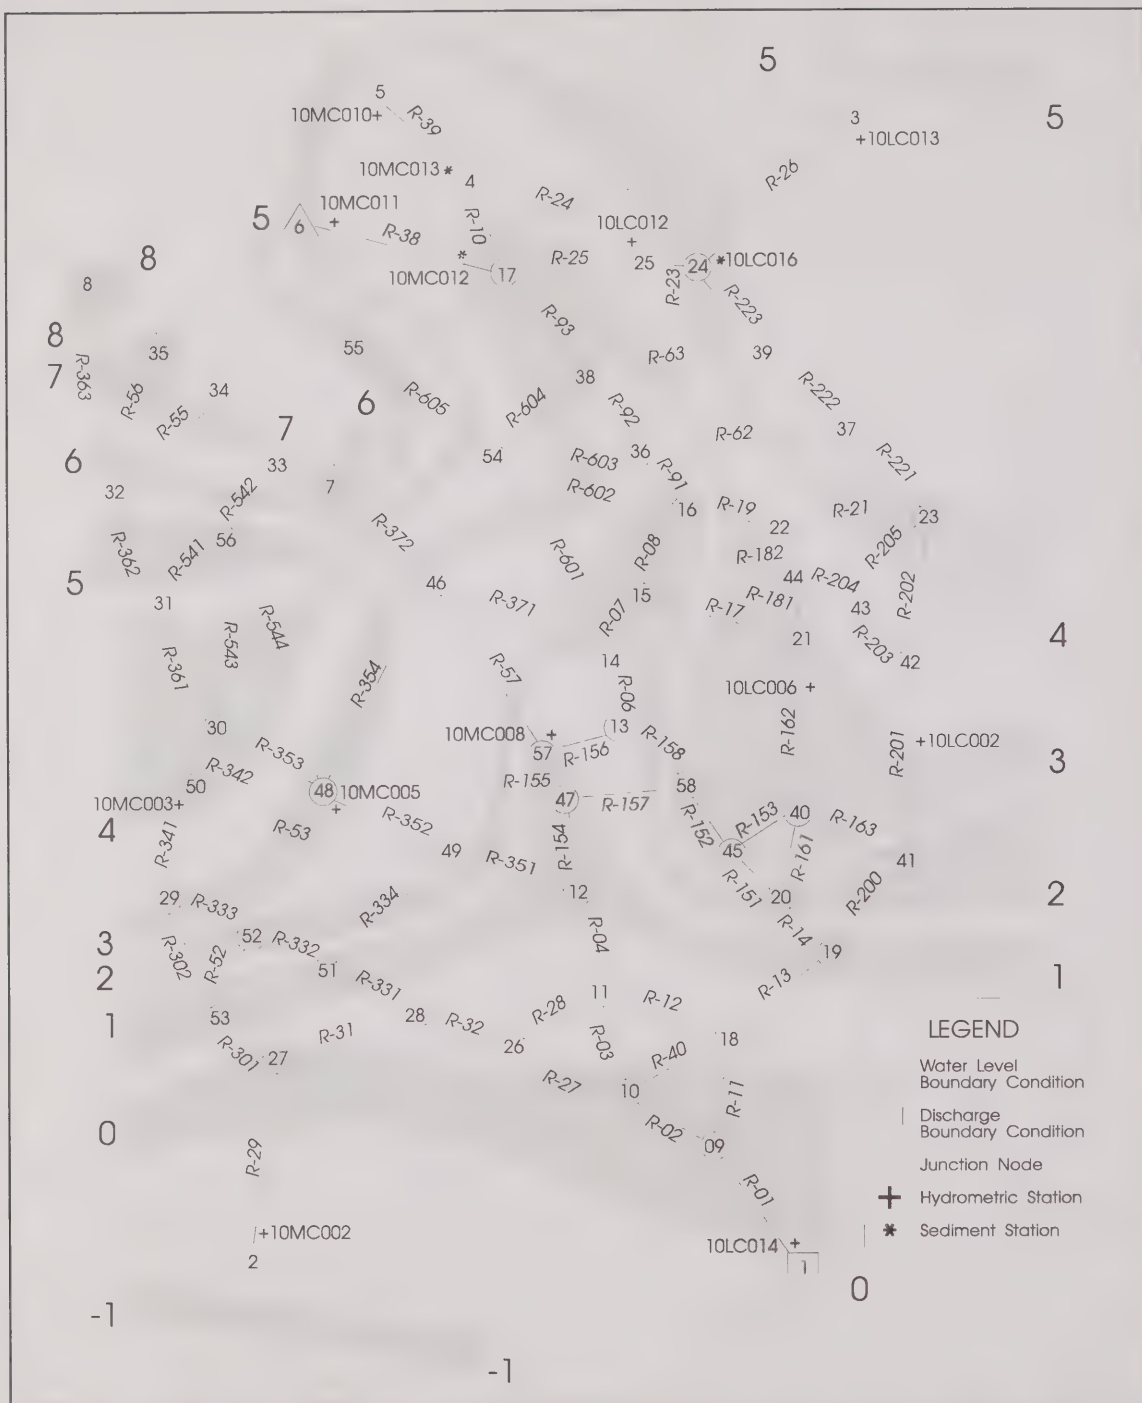 5
5
5
10MC010+
R-39
3
+10LC013
10MC013 *
4
R-26
R-24
5
6
10MC011
+
R-38
R-10
10LC012
+
8
10MC012
*
17
R-25
25
R-23
24
*10LC016
R-223
8
R-93
8
35
55
R-63
39
7
R-363
R-56
34
R-55
6
R-605
38
R-604
R-92
R-222
7
R-62
37
6
33
7
54
R-603
36
R-91
R-221
32
R-542
R-602
16
R-19
R-21
23
R-362
R-541
56
R-372
R-601
R-08
22
R-182
R-205
5
46
44
R-204
R-202
31
R-371
15
R-17
R-181
43
R-543
R-544
R-07
21
R-203
4
R-361
R-354
R-57
14
42
R-06
10LC006 +
30
10MC008
+
13
R-162
R-353
57
R-156
R-158
R-201
+10LC002
3
R-342
R-155
50
48
10MC005
+
47
R-157
58
10MC003+
4
R-53
R-352
R-152
R-153
40
R-163
R-341
49
R-351
R-154
45
R-161
41
29
R-333
R-334
12
R-151
20
R-200
2
3
R-302
52
R-332
R-04
R-14
19
2
R-52
51
R-331
11
R-12
R-13
1
1
53
28
R-32
R-28
R-301
27
R-31
26
R-03
R-40
18
LEGEND
Water Level
Boundary Condition
R-27
10
R-11
Discharge
Boundary Condition
0
R-02
09
Junction Node
R-29
R-01
+ Hydrometric Station
+10MC002
* Sediment Station
2
10LC014
+
1
0
-1
-1